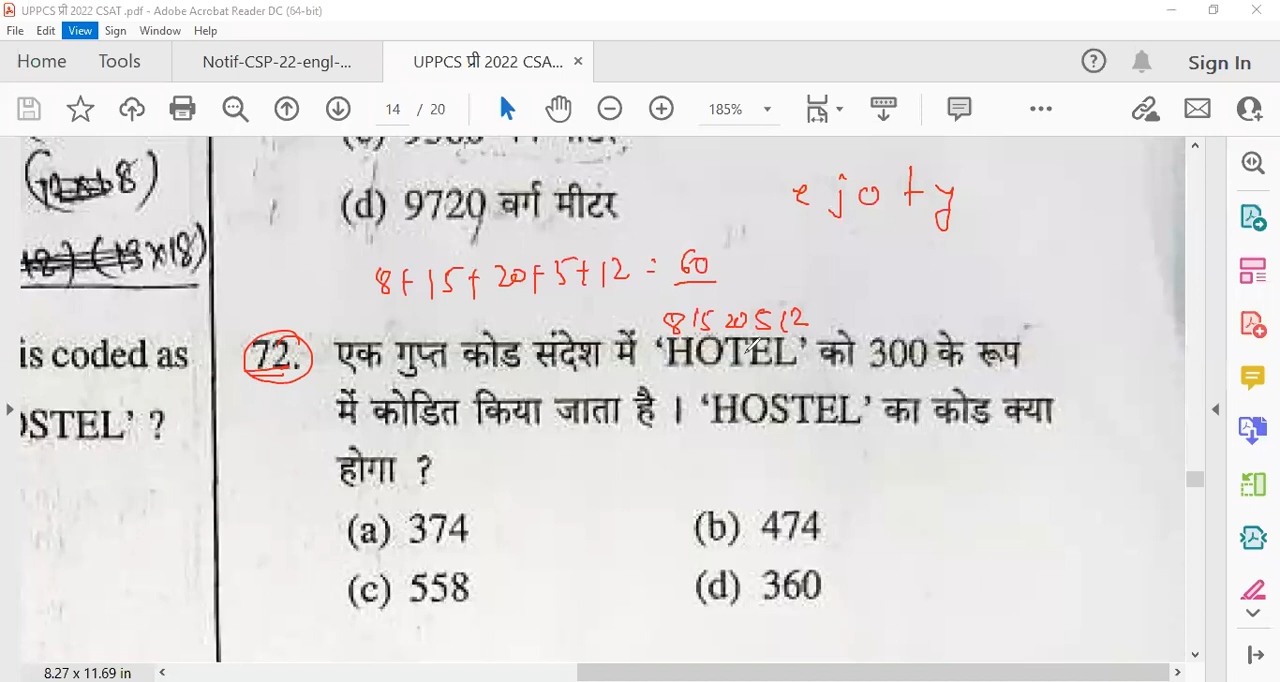 UPPCS प्री 2022 CSAT .pdf - Adobe Acrobat Reader DC (64-bit)
File Edit View Sign Window Help
Home Tools Notif-CSP-22-engl-... UPPCS प्री 2022 CSA... × Sign In
14 / 20 185%
(d) 9720 वर्ग मीटर
e j o t y
8+15+20+5+12 = 60
8 15 20 5 12
is coded as
OSTEL’ ?
72. एक गुप्त कोड संदेश में ‘HOTEL’ को 300 के रूप
में कोडित किया जाता है । ‘HOSTEL’ का कोड क्या
होगा ?
(a) 374 (b) 474
(c) 558 (d) 360
8.27 x 11.69 in